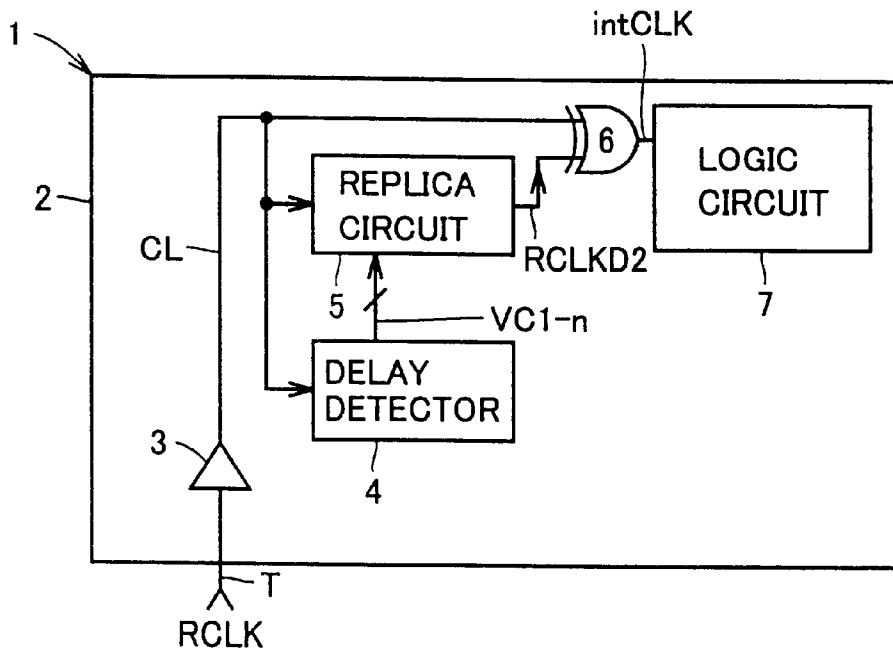 intCLK
1
2
6
LOGIC
CIRCUIT
7
REPLICA
CIRCUIT
5
CL
RCLKD2
VC1-n
DELAY
DETECTOR
4
3
T
RCLK